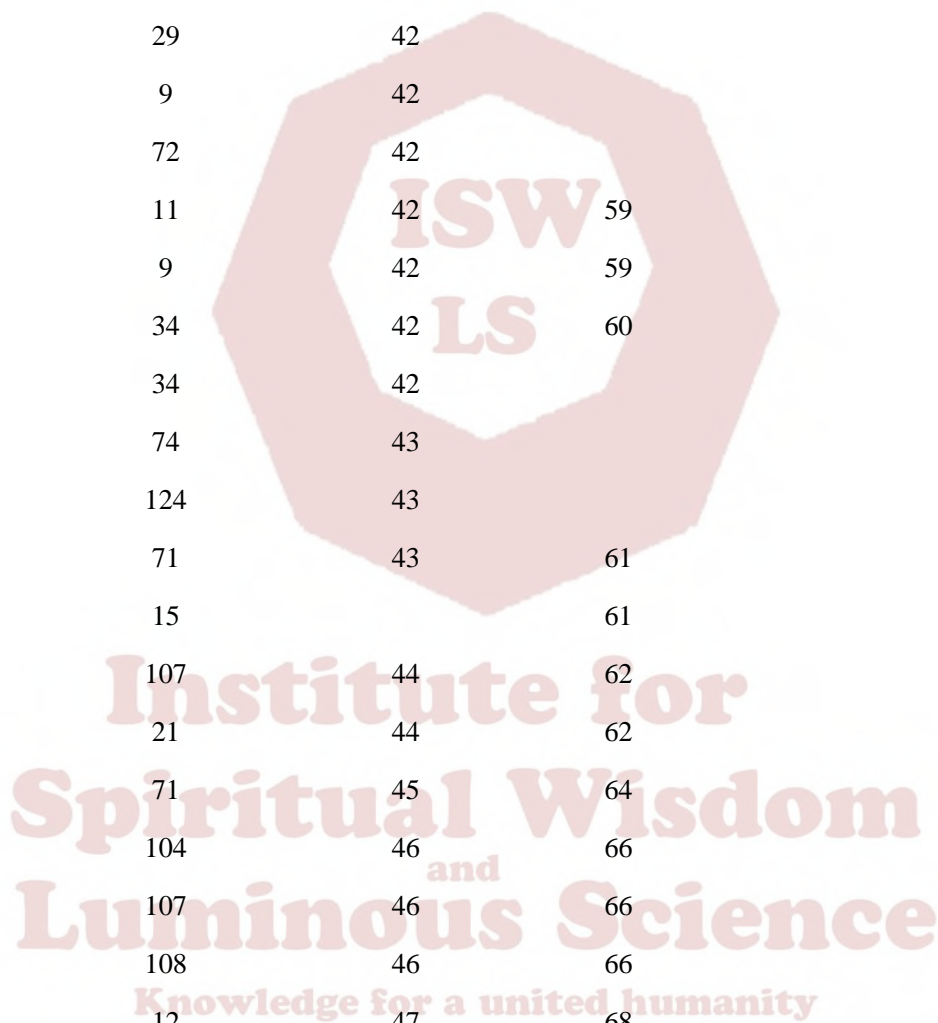 29 42
9 42
72 42
11 42 59
9 42 59
34 42 60
34 42
74 43
124 43
71 43 61
15 61
107 44 62
21 44 62
71 45 64
104 46 66
107 46 66
108 46 66
12 47 68
ISW
LS
Institute for
Spiritual Wisdom
and
Luminous Science
Knowledge for a united humanity